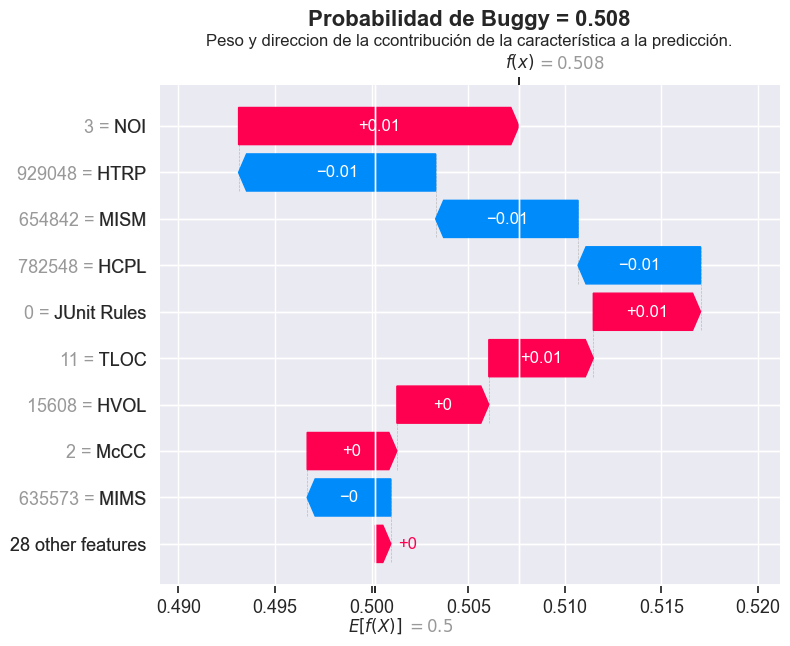 Probabilidad de Buggy = 0.508
Peso y direccion de la ccontribución de la característica a la predicción.
f(x) = 0.508
3 = NOI
+0.01
929048 = HTRP
−0.01
654842 = MISM
−0.01
782548 = HCPL
−0.01
0 = JUnit Rules
+0.01
11 = TLOC
+0.01
15608 = HVOL
+0
2 = McCC
+0
635573 = MIMS
−0
28 other features
+0
0.490 0.495 0.500 0.505 0.510 0.515 0.520
E[f(X)] = 0.5